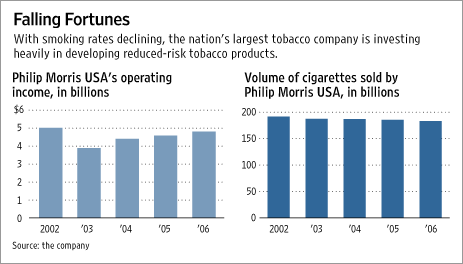 Falling Fortunes
With smoking rates declining, the nation's largest tobacco company is investing
heavily in developing reduced-risk tobacco products.
Philip Morris USA's operating
income, in billions
$6
5
4
3
2
1
0
2002 '03 '04 '05 '06
Volume of cigarettes sold by
Philip Morris USA, in billions
200
150
100
50
0
2002 '03 '04 '05 '06
Source: the company